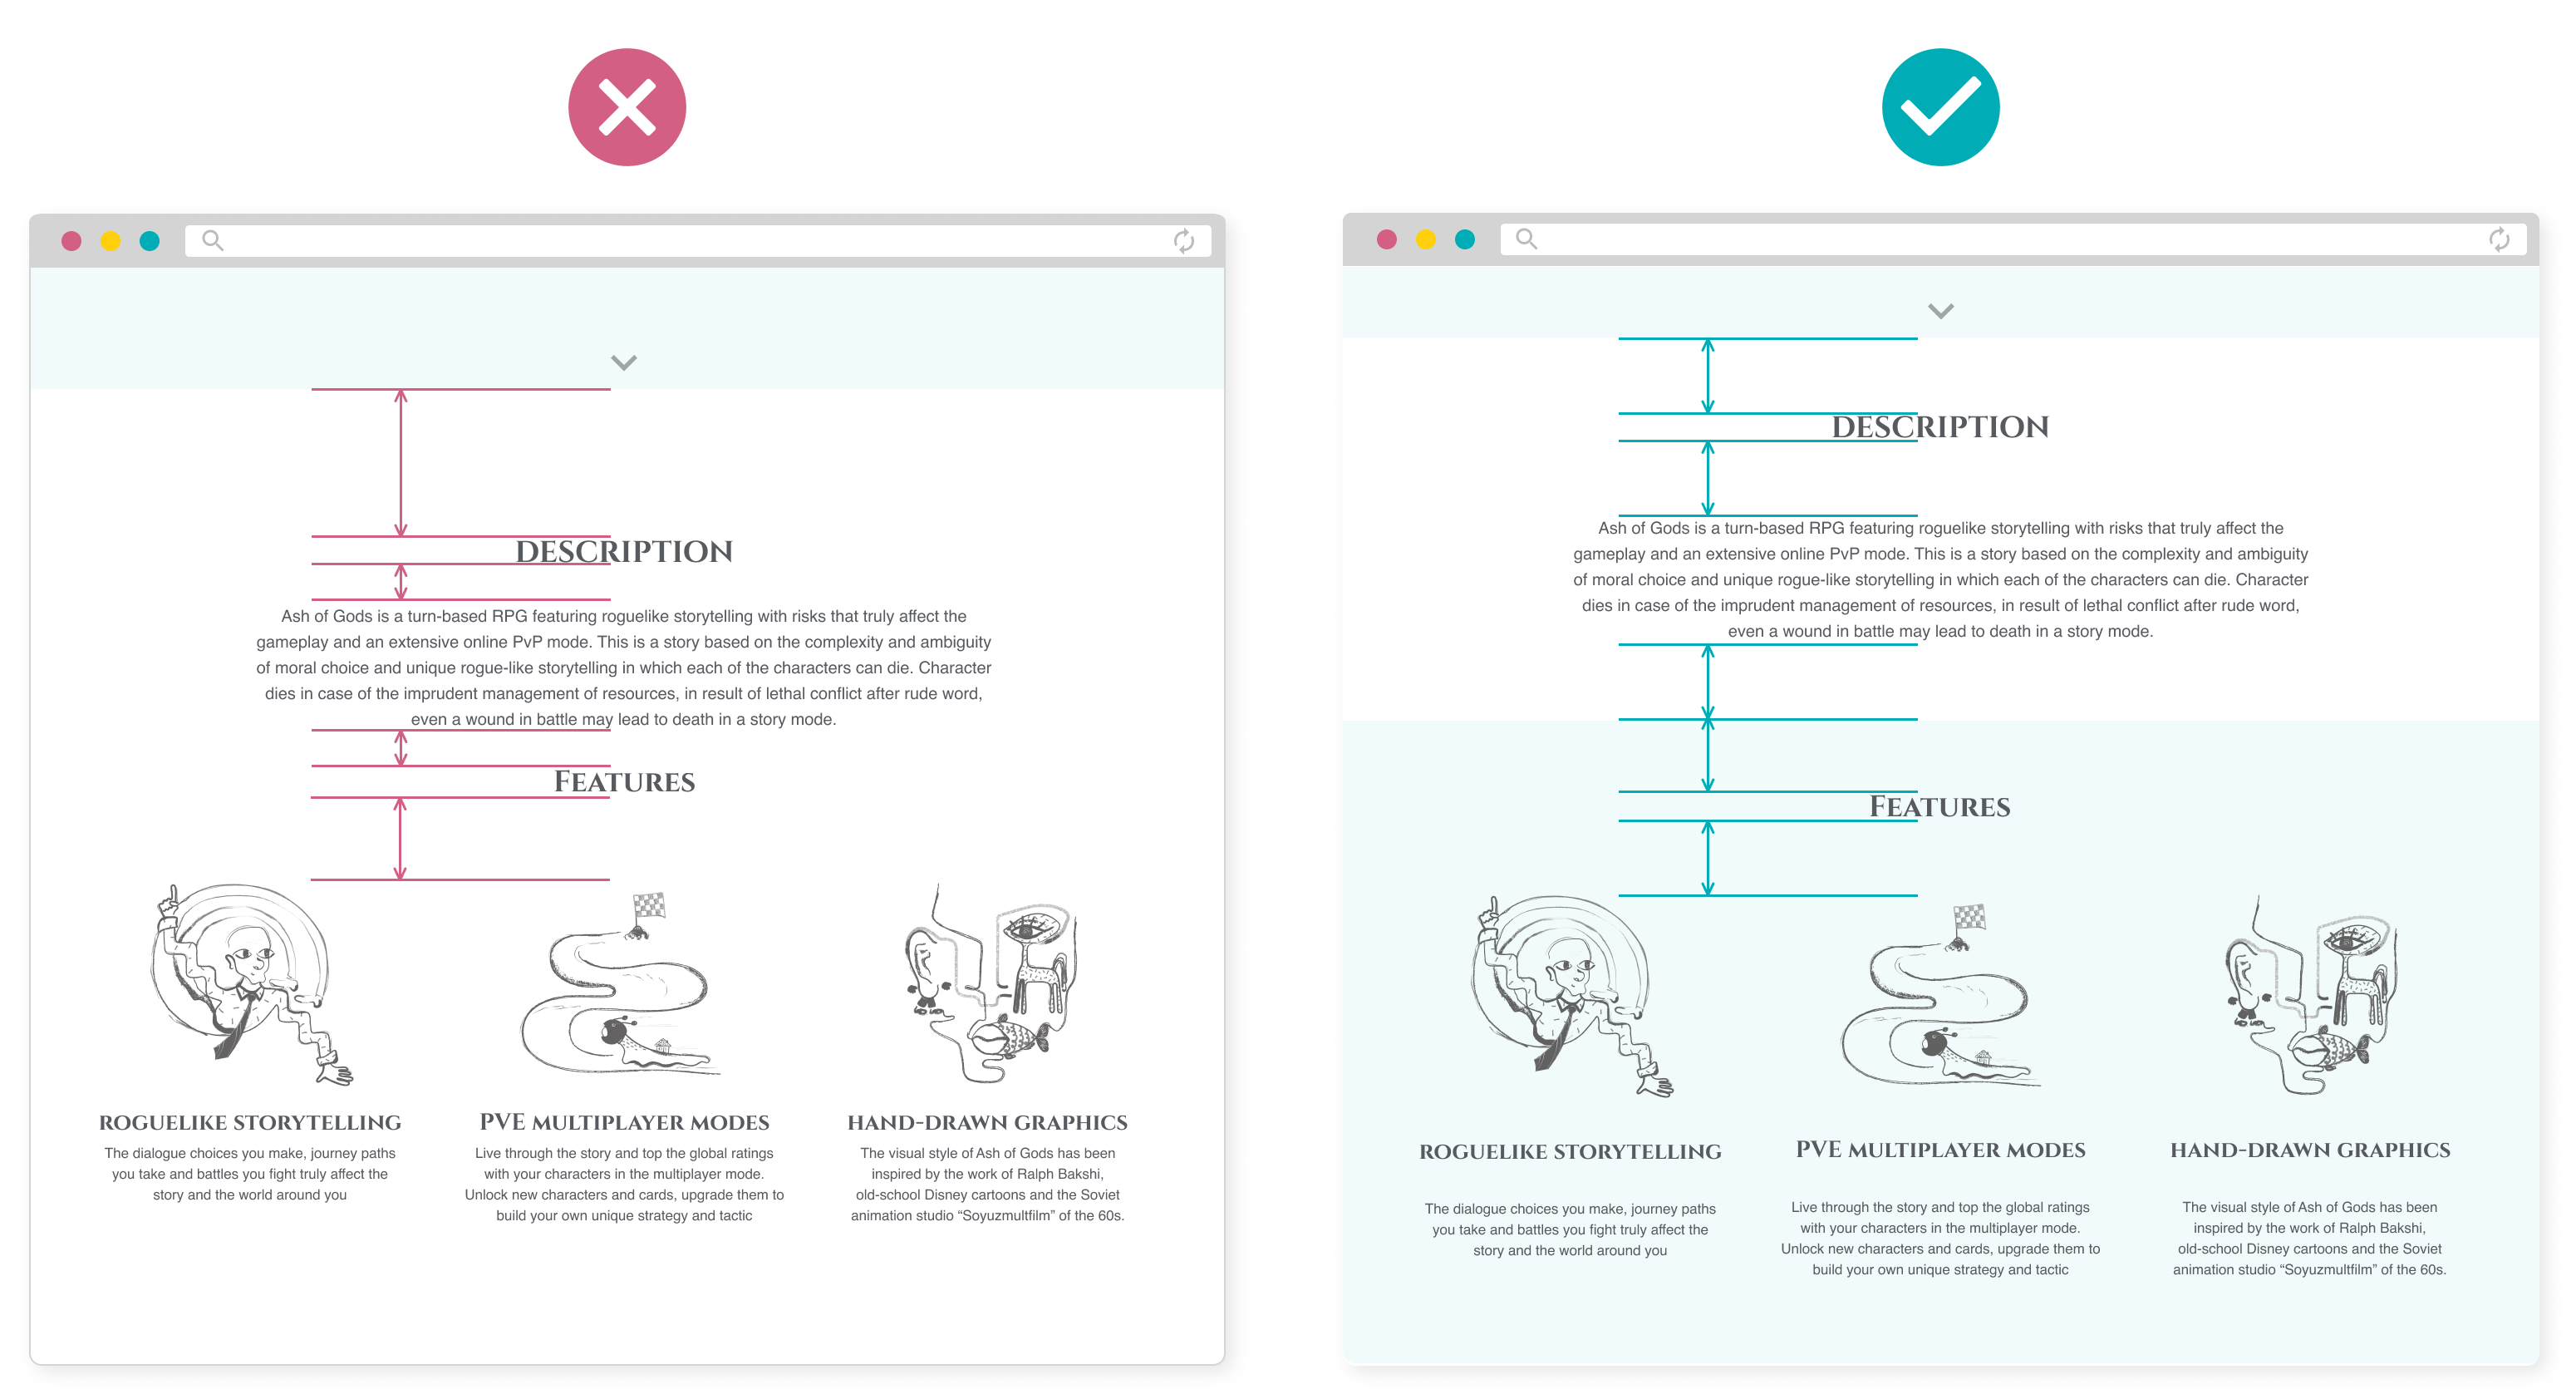 DESCRIPTION
Ash of Gods is a turn-based RPG featuring roguelike storytelling with risks that truly affect the
gameplay and an extensive online PvP mode. This is a story based on the complexity and ambiguity
of moral choice and unique rogue-like storytelling in which each of the characters can die. Character
dies in case of the imprudent management of resources, in result of lethal conflict after rude word,
even a wound in battle may lead to death in a story mode.
FEATURES
ROGUELIKE STORYTELLING
The dialogue choices you make, journey paths
you take and battles you fight truly affect the
story and the world around you
PVE MULTIPLAYER MODES
Live through the story and top the global ratings
with your characters in the multiplayer mode.
Unlock new characters and cards, upgrade them to
build your own unique strategy and tactic
HAND-DRAWN GRAPHICS
The visual style of Ash of Gods has been
inspired by the work of Ralph Bakshi,
old-school Disney cartoons and the Soviet
animation studio “Soyuzmultfilm” of the 60s.
DESCRIPTION
Ash of Gods is a turn-based RPG featuring roguelike storytelling with risks that truly affect the
gameplay and an extensive online PvP mode. This is a story based on the complexity and ambiguity
of moral choice and unique rogue-like storytelling in which each of the characters can die. Character
dies in case of the imprudent management of resources, in result of lethal conflict after rude word,
even a wound in battle may lead to death in a story mode.
FEATURES
ROGUELIKE STORYTELLING
The dialogue choices you make, journey paths
you take and battles you fight truly affect the
story and the world around you
PVE MULTIPLAYER MODES
Live through the story and top the global ratings
with your characters in the multiplayer mode.
Unlock new characters and cards, upgrade them to
build your own unique strategy and tactic
HAND-DRAWN GRAPHICS
The visual style of Ash of Gods has been
inspired by the work of Ralph Bakshi,
old-school Disney cartoons and the Soviet
animation studio “Soyuzmultfilm” of the 60s.